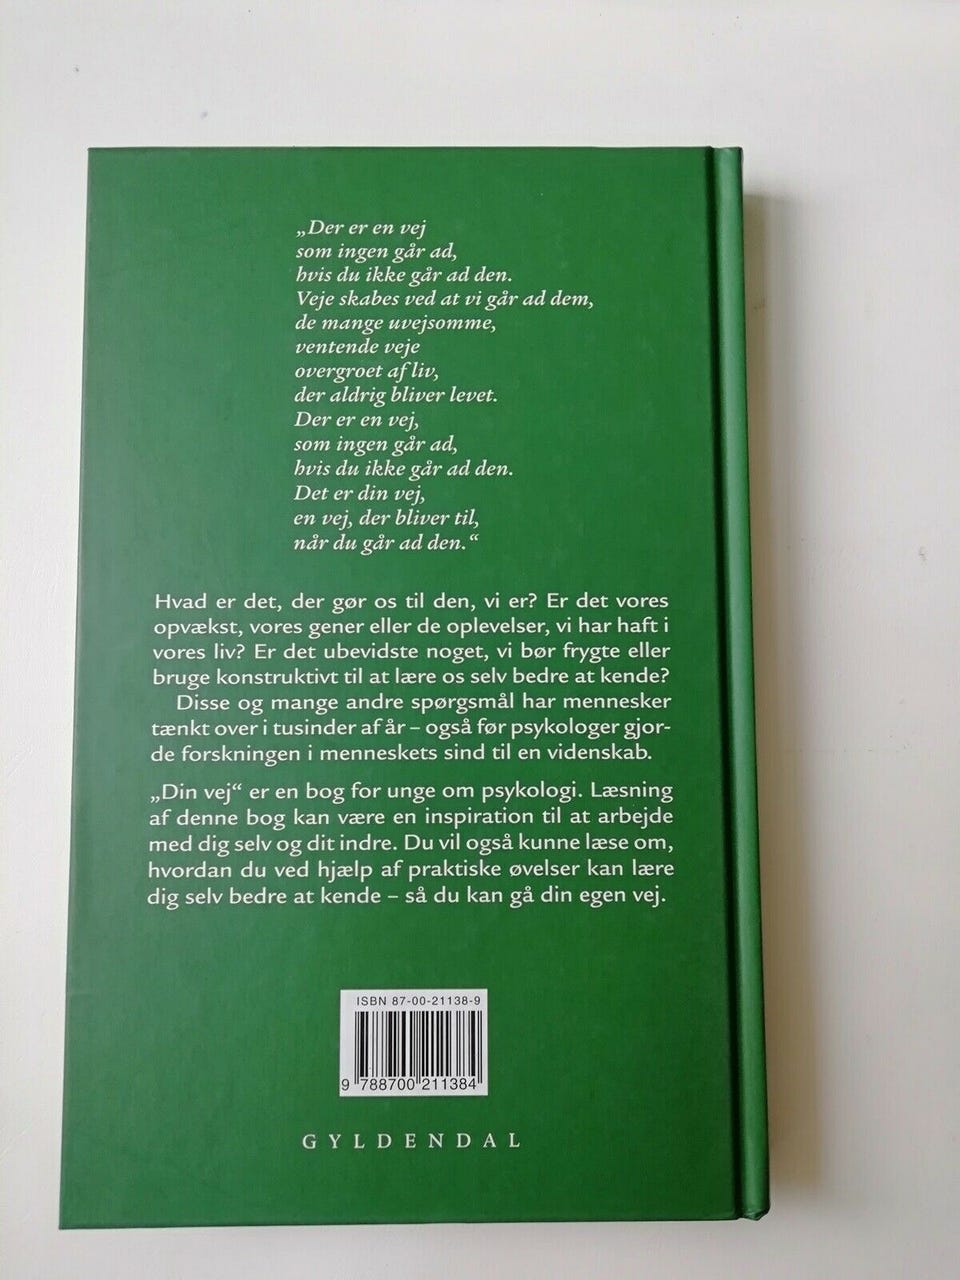 „Der er en vej
som ingen går ad,
hvis du ikke går ad den.
Veje skabes ved at vi går ad dem,
de mange uvejsomme,
ventende veje
overgroet af liv,
der aldrig bliver levet.
Der er en vej,
som ingen går ad,
hvis du ikke går ad den.
Det er din vej,
en vej, der bliver til,
når du går ad den.“
Hvad er det, der gør os til den, vi er? Er det vores
opvækst, vores gener eller de oplevelser, vi har haft i
vores liv? Er det ubevidste noget, vi bør frygte eller
bruge konstruktivt til at lære os selv bedre at kende?
Disse og mange andre spørgsmål har mennesker
tænkt over i tusinder af år – også før psykologer gjor-
de forskningen i menneskets sind til en videnskab.
„Din vej“ er en bog for unge om psykologi. Læsning
af denne bog kan være en inspiration til at arbejde
med dig selv og dit indre. Du vil også kunne læse om,
hvordan du ved hjælp af praktiske øvelser kan lære
dig selv bedre at kende – så du kan gå din egen vej.
ISBN 87-00-21138-9
9 788700 211384
GYLDENDAL